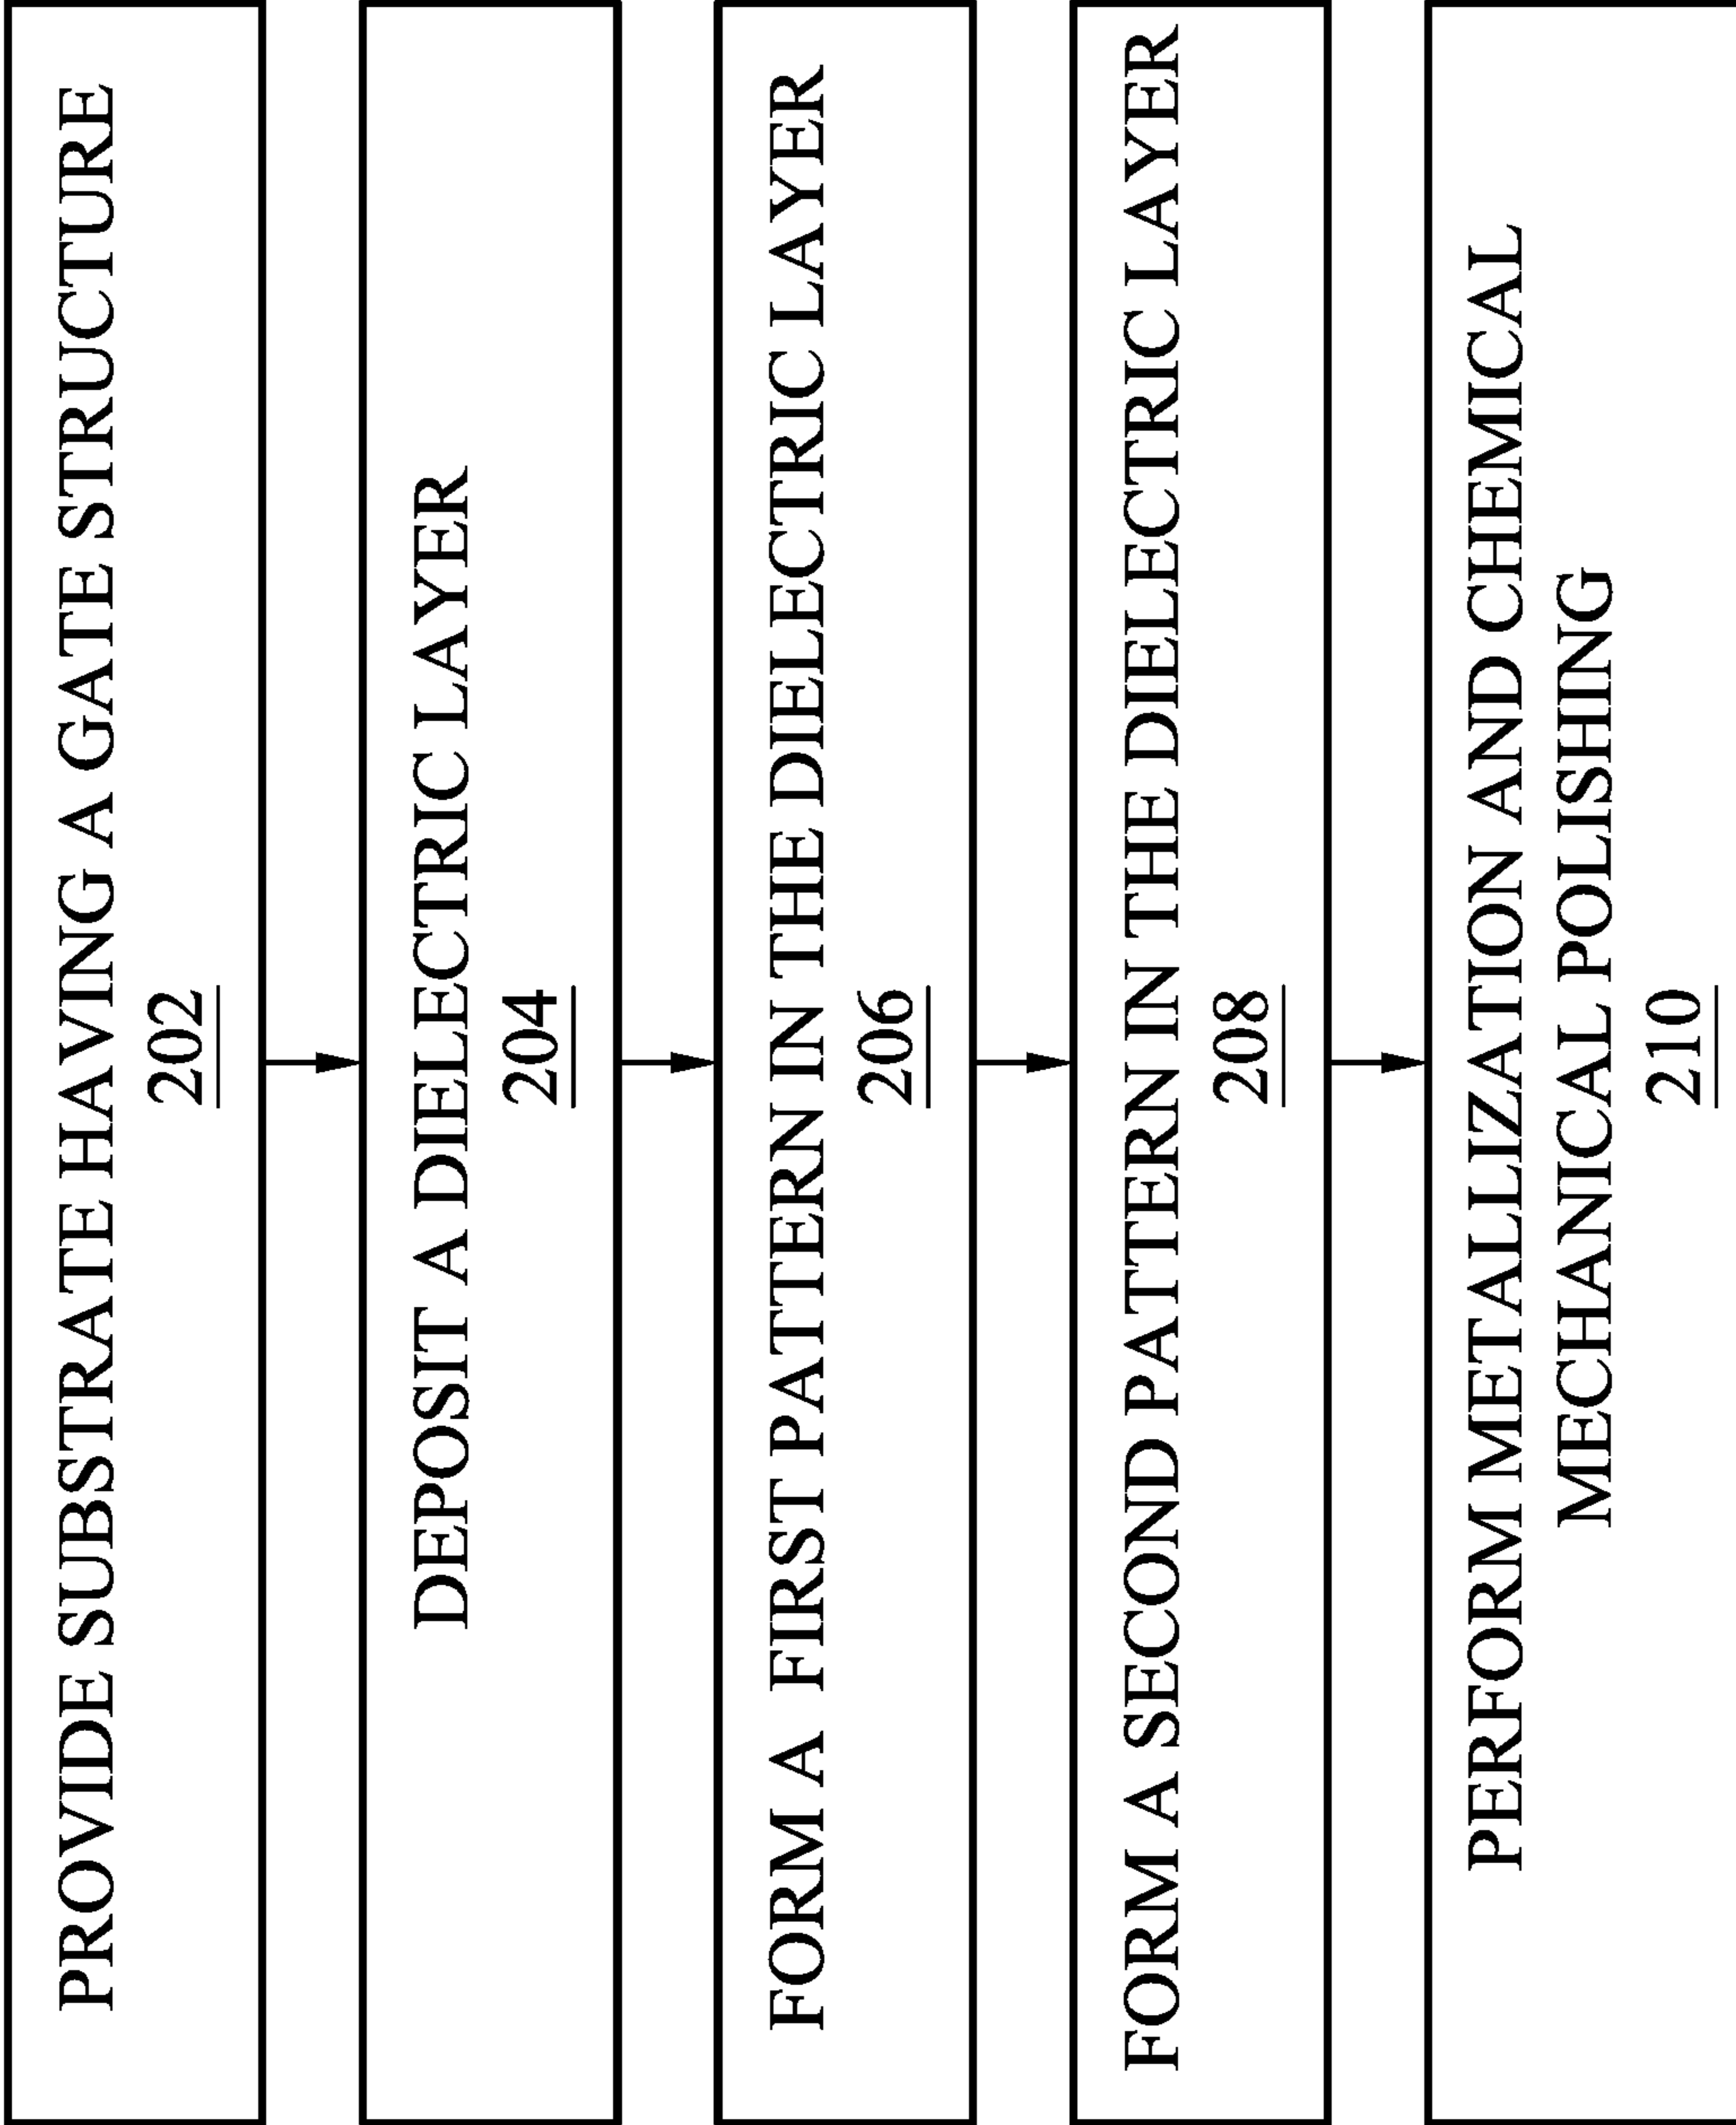 PROVIDE SUBSTRATE HAVING A GATE STRUCTURE
202
DEPOSIT A DIELECTRIC LAYER
204
FORM A FIRST PATTERN IN THE DIELECTRIC LAYER
206
FORM A SECOND PATTERN IN THE DIELECTRIC LAYER
208
PERFORM METALLIZATION AND CHEMICAL
MECHANICAL POLISHING
210